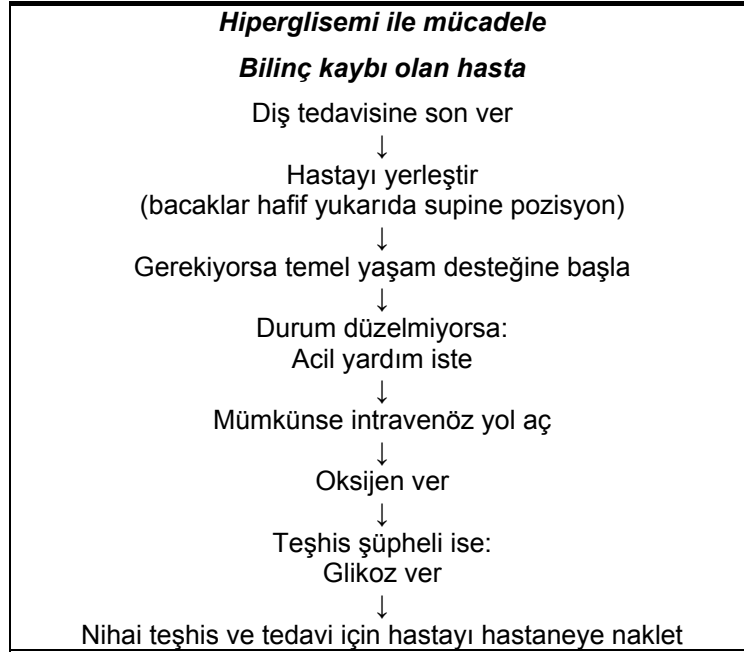 Hiperglisemi ile mücadele
Bilinç kaybı olan hasta
Diş tedavisine son ver
↓
Hastayı yerleştir
(bacaklar hafif yukarıda supine pozisyon)
↓
Gerekiyorsa temel yaşam desteğine başla
↓
Durum düzelmiyorsa:
Acil yardım iste
↓
Mümkünse intravenöz yol aç
↓
Oksijen ver
↓
Teşhis şüpheli ise:
Glikoz ver
↓
Nihai teşhis ve tedavi için hastayı hastaneye naklet